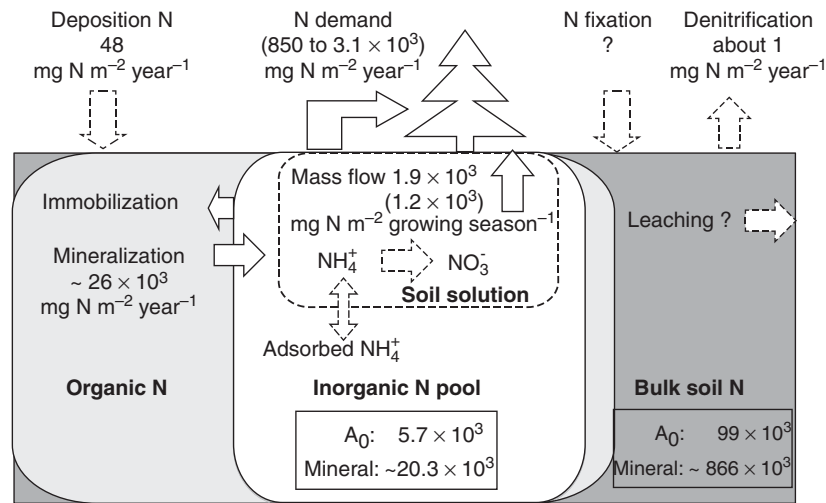 Deposition N
48
mg N m⁻² year⁻¹
N demand
(850 to 3.1 × 10³)
mg N m⁻² year⁻¹
N fixation
?
Denitrification
about 1
mg N m⁻² year⁻¹
Immobilization
Mineralization
~ 26 × 10³
mg N m⁻² year⁻¹
Mass flow 1.9 × 10³
(1.2 × 10³)
mg N m⁻² growing season⁻¹
NH₄⁺ NO₃⁻
Soil solution
Adsorbed NH₄⁺
Leaching ?
Organic N
Inorganic N pool
Bulk soil N
A₀: 5.7 × 10³
Mineral: ~20.3 × 10³
A₀: 99 × 10³
Mineral: ~ 866 × 10³